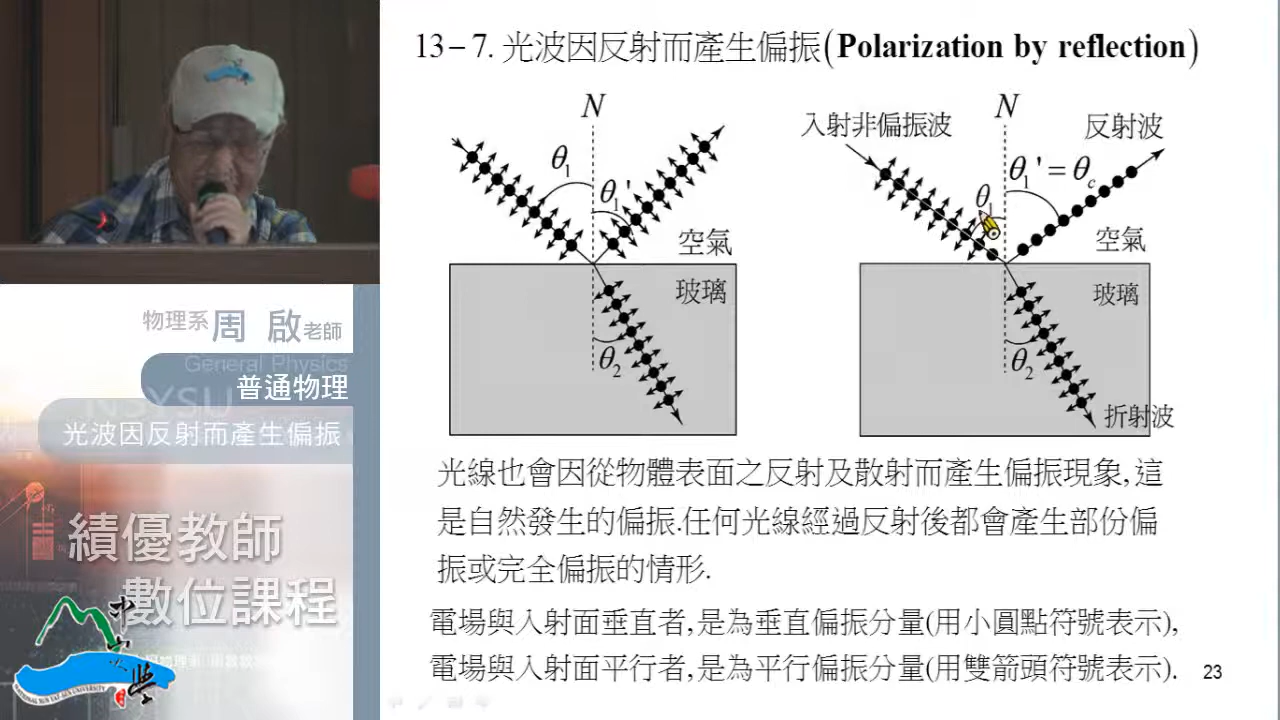 13－7. 光波因反射而產生偏振(Polarization by reflection)
N
θ1
θ1'
空氣
玻璃
θ2
入射非偏振波
N
反射波
θ1
θ1' = θc
空氣
玻璃
θ2
折射波
光線也會因從物體表面之反射及散射而產生偏振現象,這
是自然發生的偏振.任何光線經過反射後都會產生部份偏
振或完全偏振的情形.
電場與入射面垂直者,是為垂直偏振分量(用小圓點符號表示),
電場與入射面平行者,是為平行偏振分量(用雙箭頭符號表示).
23
物理系 周 啟 老師
General Physics
普通物理
NSYSU
光波因反射而產生偏振
績優教師
數位課程